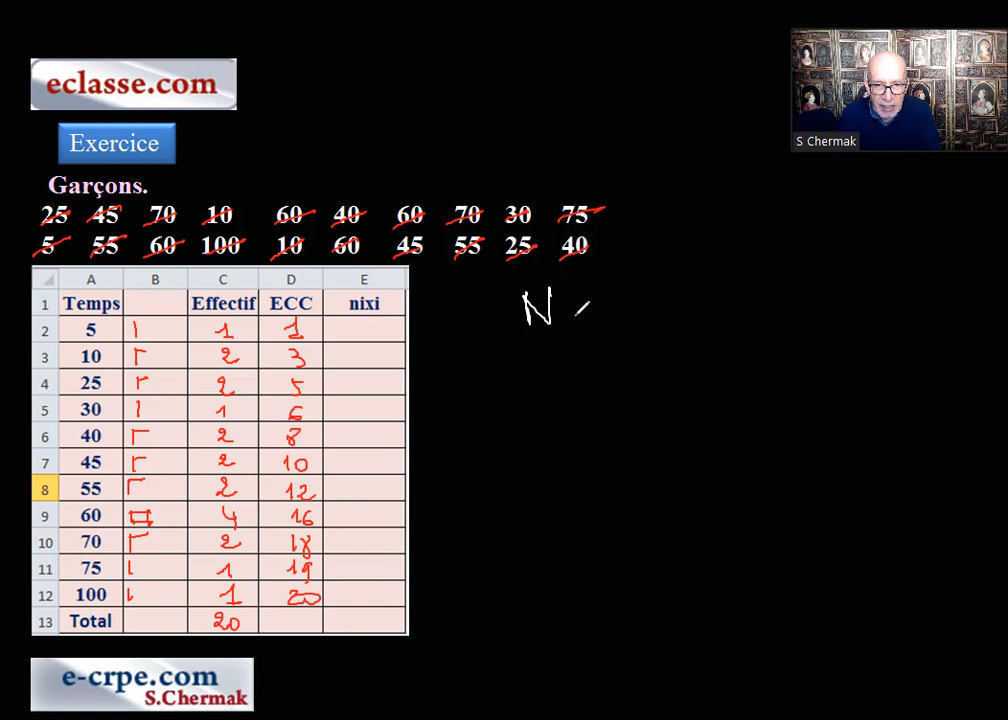 eclasse.com
Exercice
S Chermak
Garçons.
25 45 70 10 60 40 60 70 30 75
5 55 60 100 10 60 45 55 25 40
A B C D E
1 Temps Effectif ECC nixi
2 5 1 1
3 10 2 3
4 25 2 5
5 30 1 6
6 40 2 8
7 45 2 10
8 55 2 12
9 60 4 16
10 70 2 18
11 75 1 19
12 100 1 20
13 Total 20
N
e-crpe.com
S.Chermak